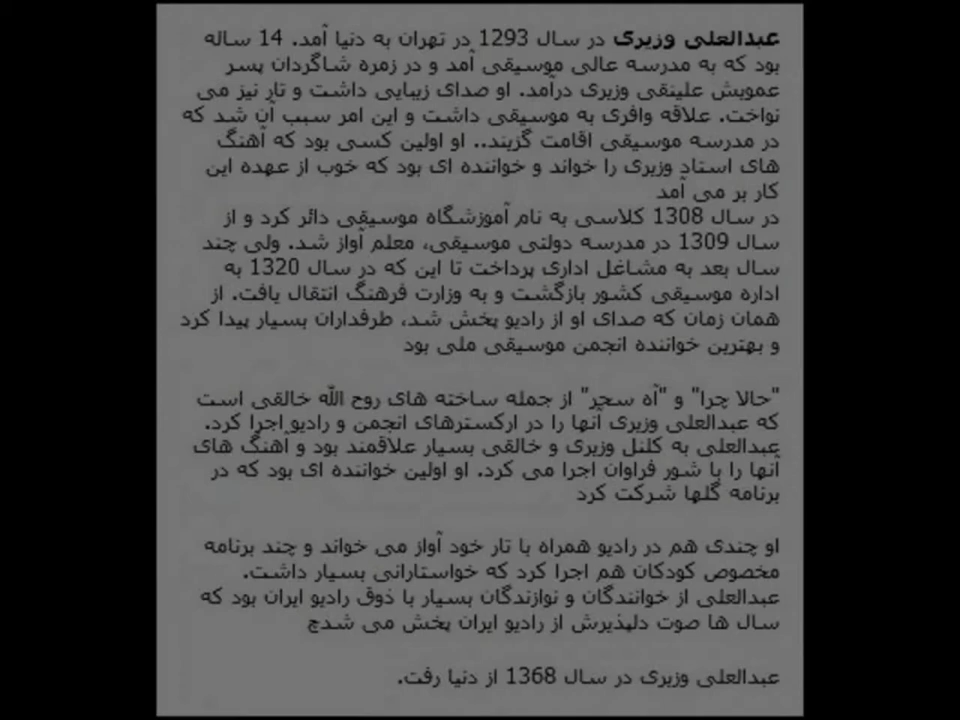 عبدالعلی وزیری در سال 1293 در تهران به دنیا آمد. 14 ساله
بود که به مدرسه عالی موسیقی آمد و در زمره شاگردان پسر
عمویش علینقی وزیری درآمد. او صدای زیبایی داشت و تار نیز می
نواخت. علاقه وافری به موسیقی داشت و این امر سبب آن شد که
در مدرسه موسیقی اقامت گزیند.. او اولین کسی بود که آهنگ
های استاد وزیری را خواند و خواننده ای بود که خوب از عهده این
کار بر می آمد
در سال 1308 کلاسی به نام آموزشگاه موسیقی دائر کرد و از
سال 1309 در مدرسه دولتی موسیقی، معلم آواز شد. ولی چند
سال بعد به مشاغل اداری پرداخت تا این که در سال 1320 به
اداره موسیقی کشور بازگشت و به وزارت فرهنگ انتقال یافت. از
همان زمان که صدای او از رادیو پخش شد، طرفداران بسیار پیدا کرد
و بهترین خواننده انجمن موسیقی ملی بود
"حالا چرا" و "آه سحر" از جمله ساخته های روح الله خالقی است
که عبدالعلی وزیری آنها را در ارکسترهای انجمن و رادیو اجرا کرد.
عبدالعلی به کلنل وزیری و خالقی بسیار علاقمند بود و آهنگ های
آنها را با شور فراوان اجرا می کرد. او اولین خواننده ای بود که در
برنامه گلها شرکت کرد
او چندی هم در رادیو همراه با تار خود آواز می خواند و چند برنامه
مخصوص کودکان هم اجرا کرد که خواستارانی بسیار داشت.
عبدالعلی از خوانندگان و نوازندگان بسیار با ذوق رادیو ایران بود که
سال ها صوت دلپذیرش از رادیو ایران پخش می شدچ
عبدالعلی وزیری در سال 1368 از دنیا رفت.